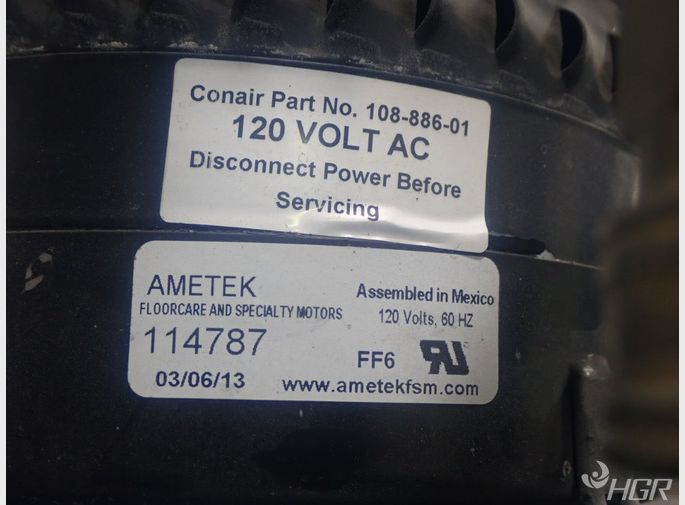 Conair Part No. 108-886-01
120 VOLT AC
Disconnect Power Before
Servicing
AMETEK
FLOORCARE AND SPECIALTY MOTORS
114787
03/06/13
Assembled in Mexico
120 Volts, 60 HZ
FF6
www.ametekfsm.com
HGR